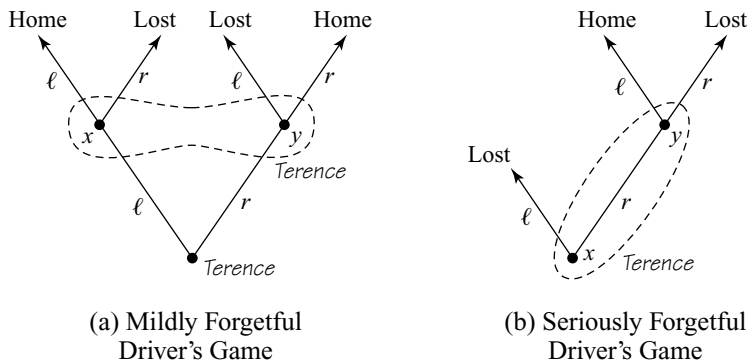 Home Lost Lost Home Home Lost
ℓ r ℓ r ℓ r
x y y
Terence
Lost
ℓ r ℓ r
x
Terence Terence
(a) Mildly Forgetful
Driver’s Game
(b) Seriously Forgetful
Driver’s Game